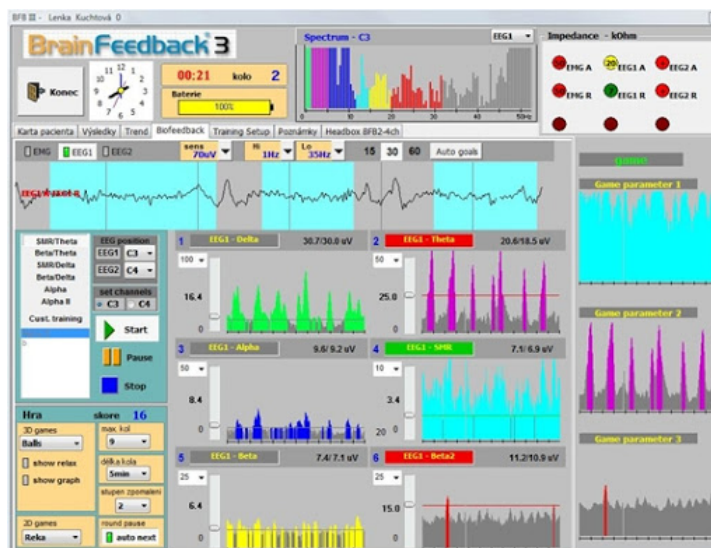 BFB III - Lenka Kuchtová 0
BrainFeedback 3
Konec
12
00:21 kolo 2
Baterie
100%
Spectrum - C3
EEG1
10 20 30 40 50Hz
Impedance - kOhm
EMG A
20 EEG1 A
EEG2 A
EMG R
EEG1 R
EEG2 R
Karta pacienta Výsledky Trend Biofeedback Training Setup Poznámky Headbox BFB2-4ch
EMG EEG1 EEG2
sens 70uV
Hi 1Hz
Lo 35Hz
15 30 60 Auto goals
SMR/Theta
Beta/Theta
SMR/Delta
Beta/Delta
Alpha
Alpha II
Cust. training
EEG position
EEG1 C3
EEG2 C4
set channels
C3 C4
Start
Pause
Stop
Hra skore 16
3D games
Balls
show relax
show graph
2D games
Reka
max. kol
9
délka kola
5min
stupen zpomalení
2
round pause
auto next
1 EEG1 - Delta 30.7/30.0 uV
100
16.4
0
2 EEG1 - Theta 20.6/18.5 uV
50
25.0
0
3 EEG1 - Alpha 9.6/ 9.2 uV
50
8.4
0
4 EEG1 - SMR 7.1/ 6.9 uV
10
3.4
20 0
5 EEG1 - Beta 7.4/ 7.1 uV
25
6.4
0
6 EEG1 - Beta2 11.2/10.9 uV
25
15.0
0
game
Game parameter 1
Game parameter 2
Game parameter 3